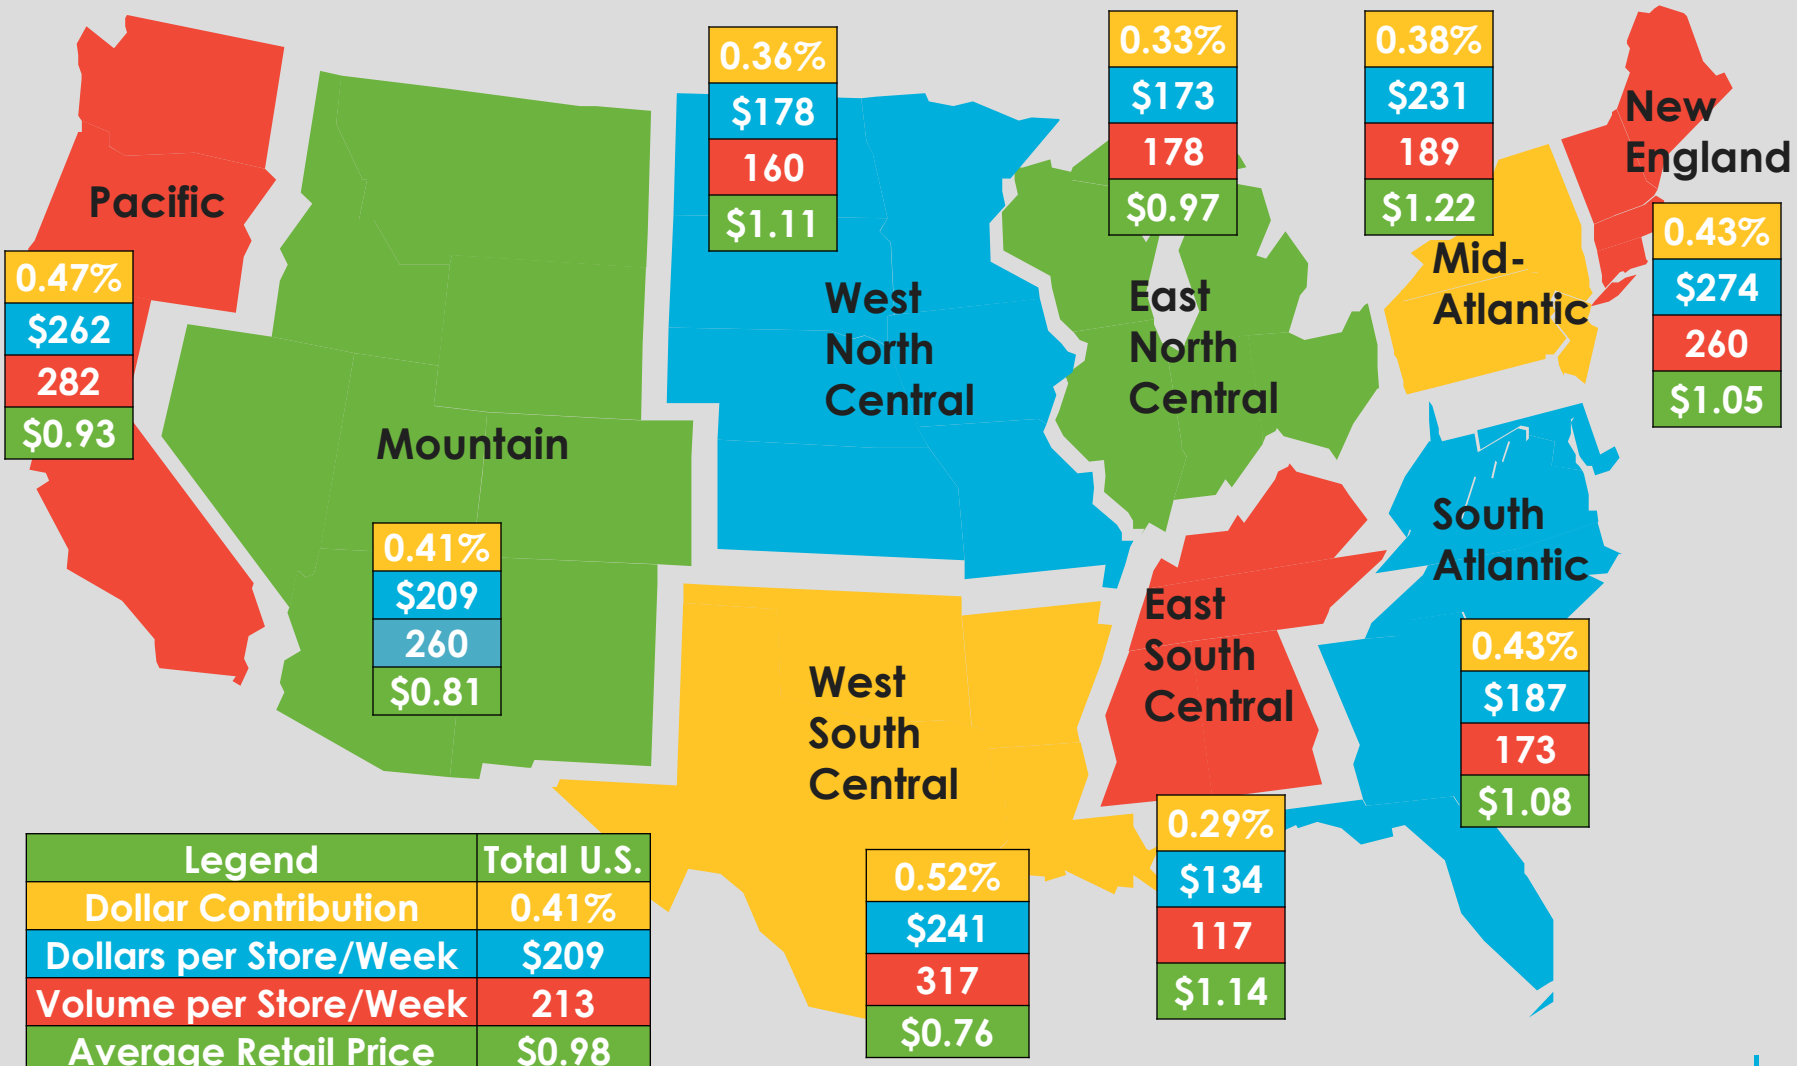 0.36%
$178
160
$1.11
0.33%
$173
178
$0.97
0.38%
$231
189
$1.22
New
England
0.43%
$274
260
$1.05
Pacific
0.47%
$262
282
$0.93
Mid-
Atlantic
West
North
Central
East
North
Central
Mountain
0.41%
$209
260
$0.81
South
Atlantic
0.43%
$187
173
$1.08
East
South
Central
0.29%
$134
117
$1.14
West
South
Central
0.52%
$241
317
$0.76
Legend Total U.S.
Dollar Contribution 0.41%
Dollars per Store/Week $209
Volume per Store/Week 213
Average Retail Price $0.98